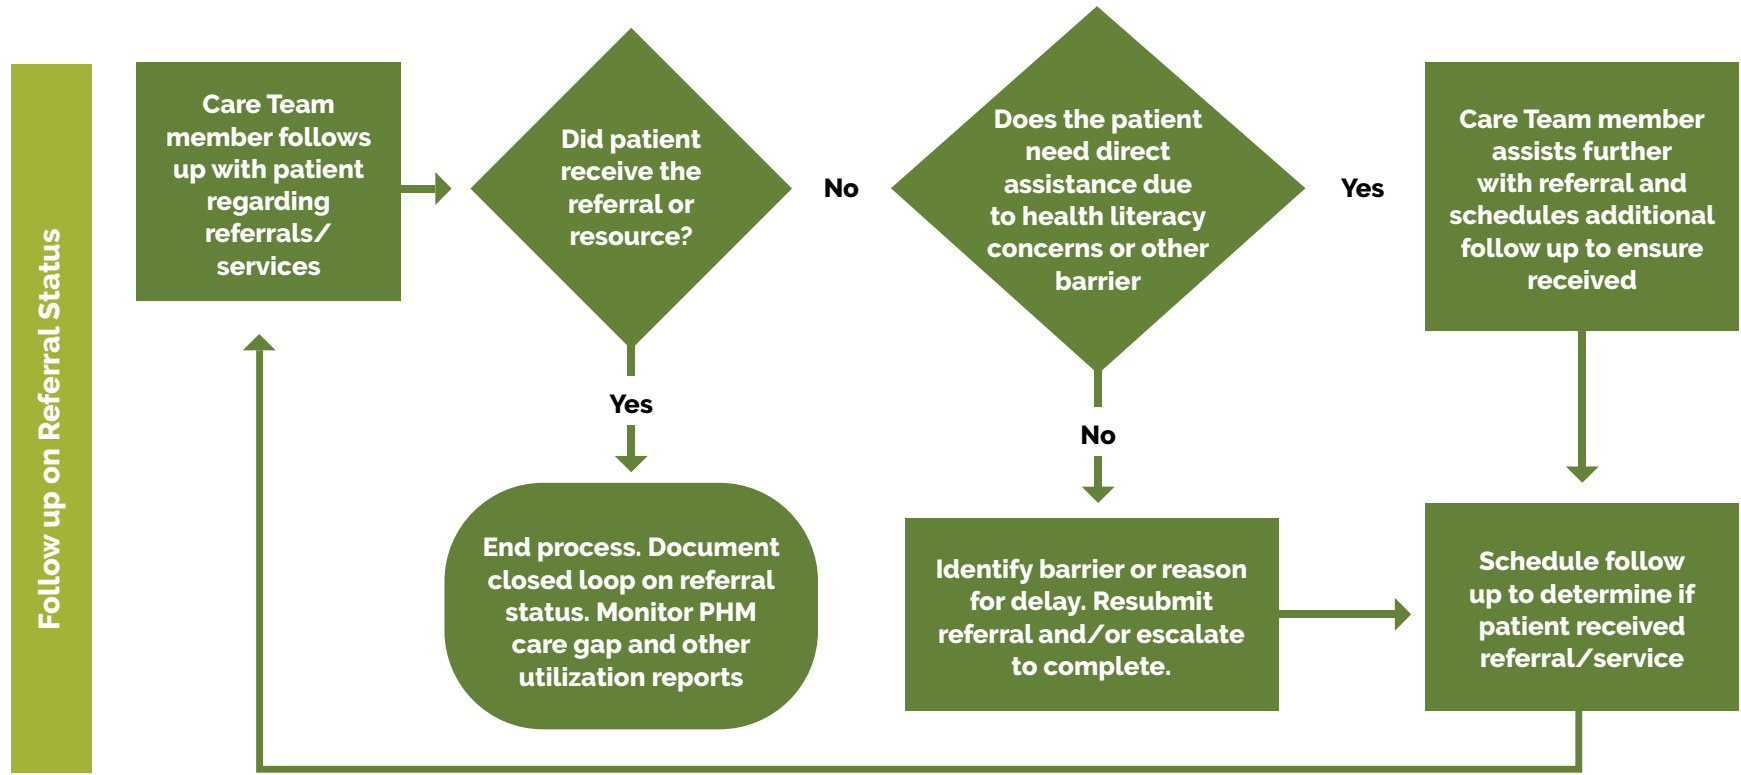 Follow up on Referral Status
Care Team
member follows
up with patient
regarding
referrals/
services
Did patient
receive the
referral or
resource?
No
Does the patient
need direct
assistance due
to health literacy
concerns or other
barrier
Yes
Care Team member
assists further
with referral and
schedules additional
follow up to ensure
received
Yes
End process. Document
closed loop on referral
status. Monitor PHM
care gap and other
utilization reports
No
Identify barrier or reason
for delay. Resubmit
referral and/or escalate
to complete.
Schedule follow
up to determine if
patient received
referral/service